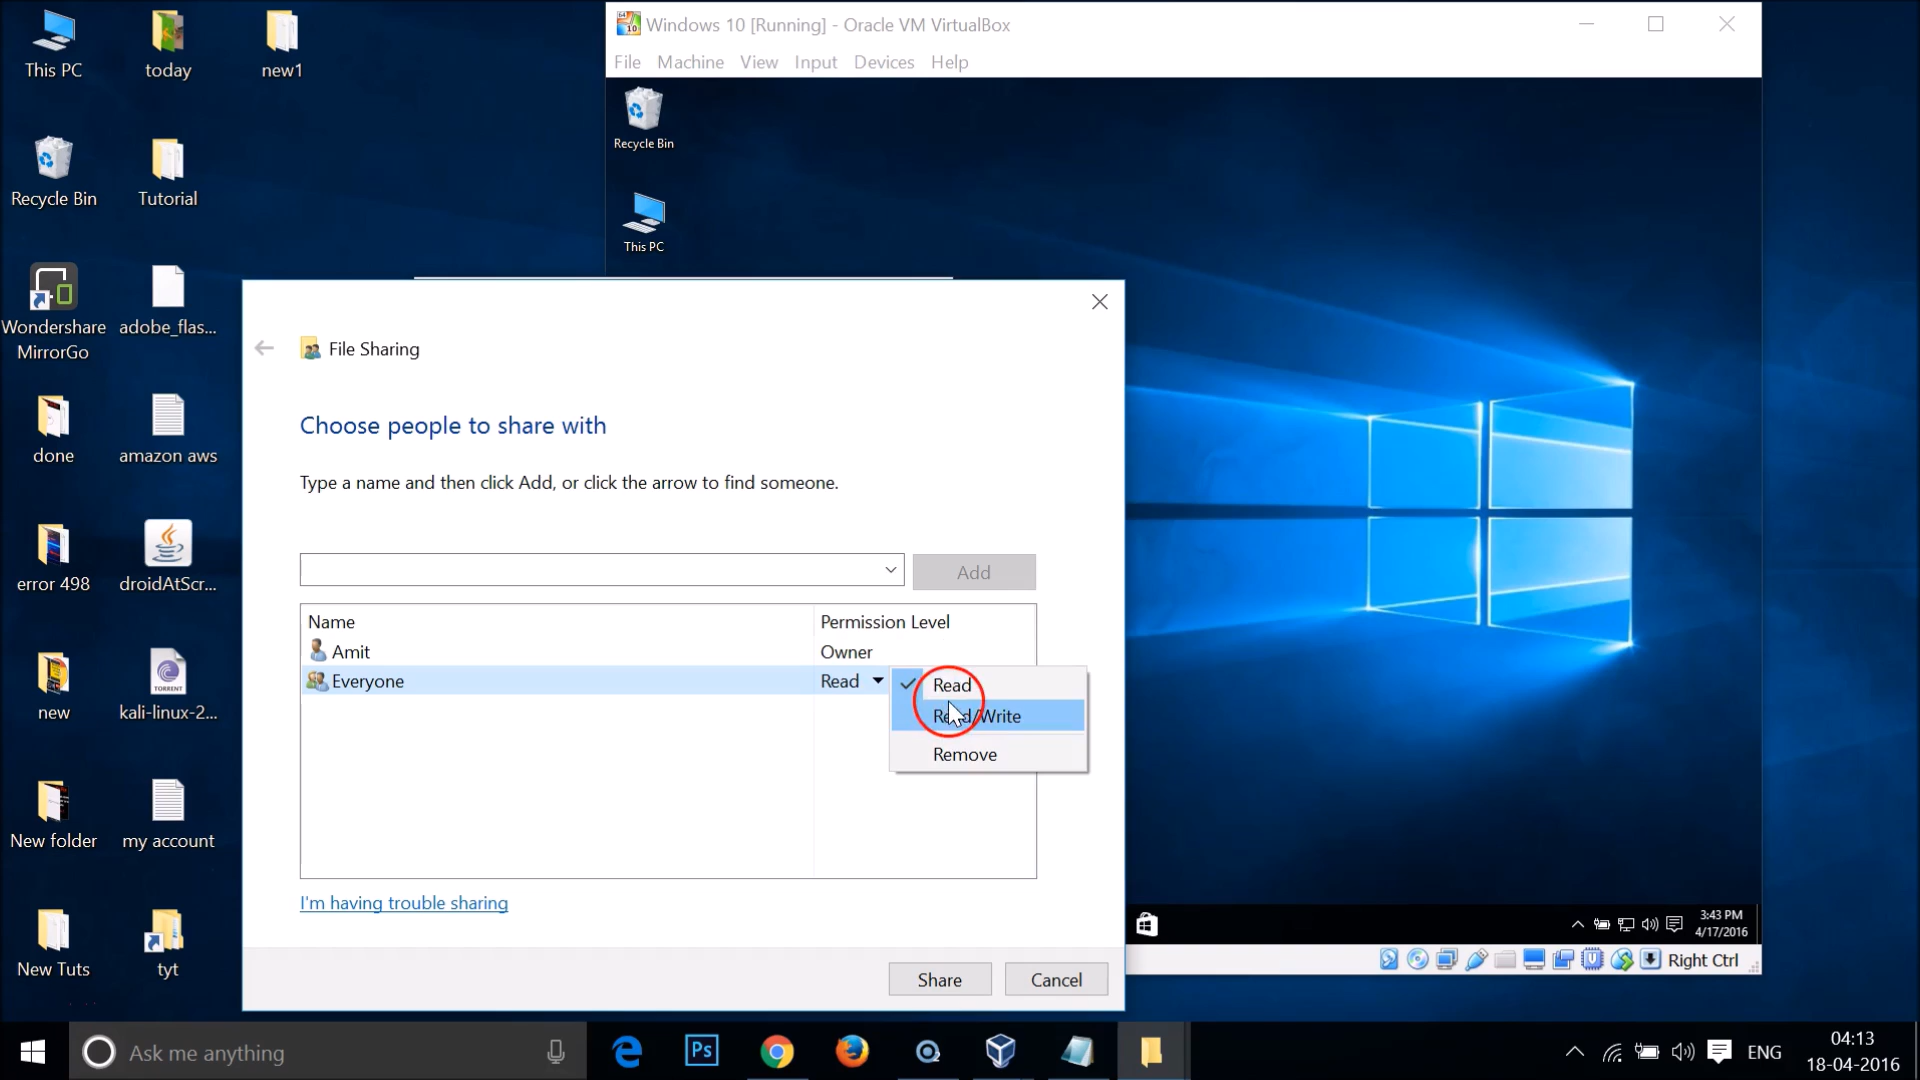 This PC
today
new1
Recycle Bin
Tutorial
Wondershare
MirrorGo
adobe_flas...
done
amazon aws
error 498
droidAtScr...
TORRENT
new
kali-linux-2...
New folder
my account
New Tuts
tyt
64
10
Windows 10 [Running] - Oracle VM VirtualBox
File Machine View Input Devices Help
Recycle Bin
This PC
File Sharing
Choose people to share with
Type a name and then click Add, or click the arrow to find someone.
Add
Name Permission Level
Amit Owner
Everyone Read
Read
Read/Write
Remove
I'm having trouble sharing
Share Cancel
3:43 PM
4/17/2016
Right Ctrl
Ask me anything
Ps
ENG
04:13
18-04-2016